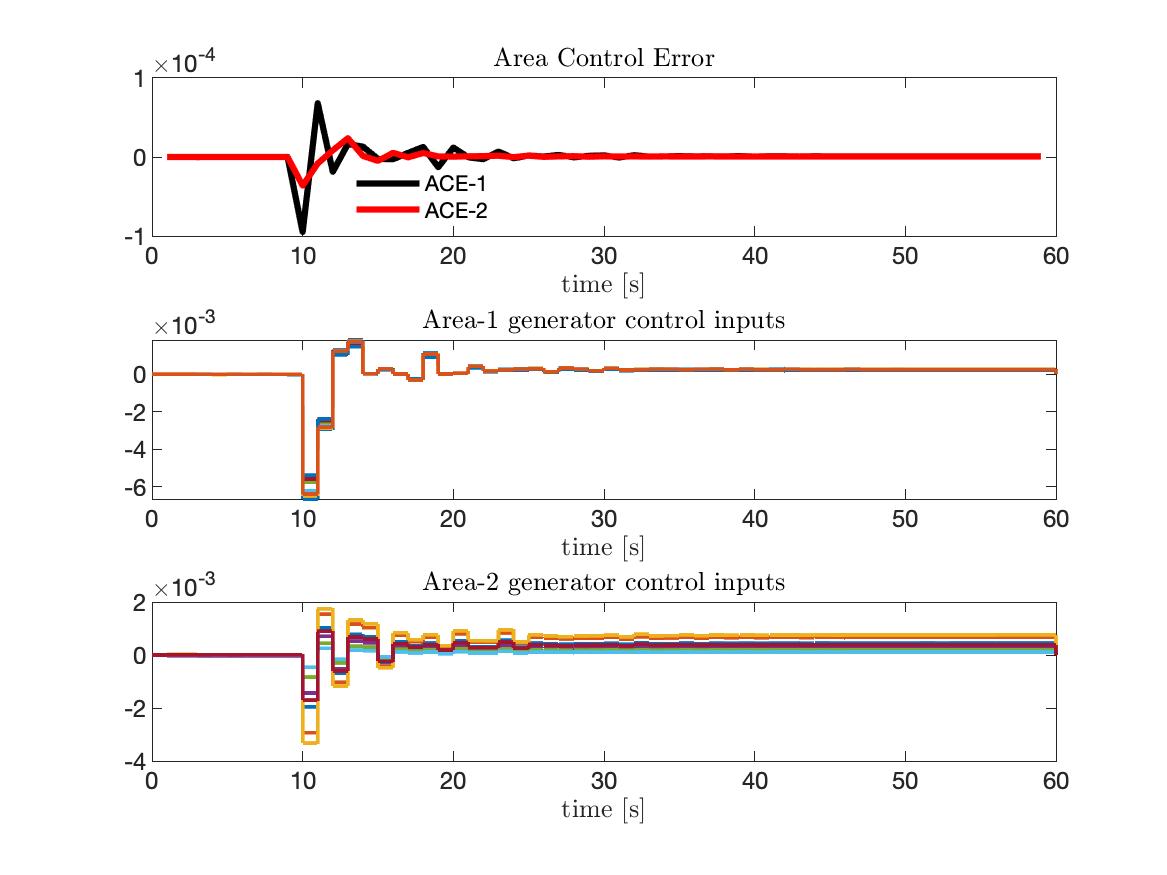 Area Control Error
×10-4
1
0
-1
ACE-1
ACE-2
0 10 20 30 40 50 60
time [s]
Area-1 generator control inputs
×10-3
0
-2
-4
-6
0 10 20 30 40 50 60
time [s]
Area-2 generator control inputs
×10-3
2
0
-2
-4
0 10 20 30 40 50 60
time [s]